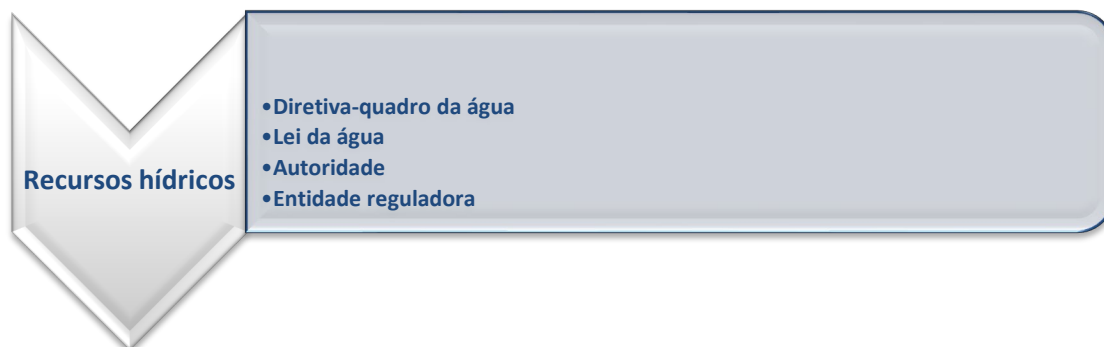 Recursos hídricos
•Diretiva-quadro da água
•Lei da água
•Autoridade
•Entidade reguladora